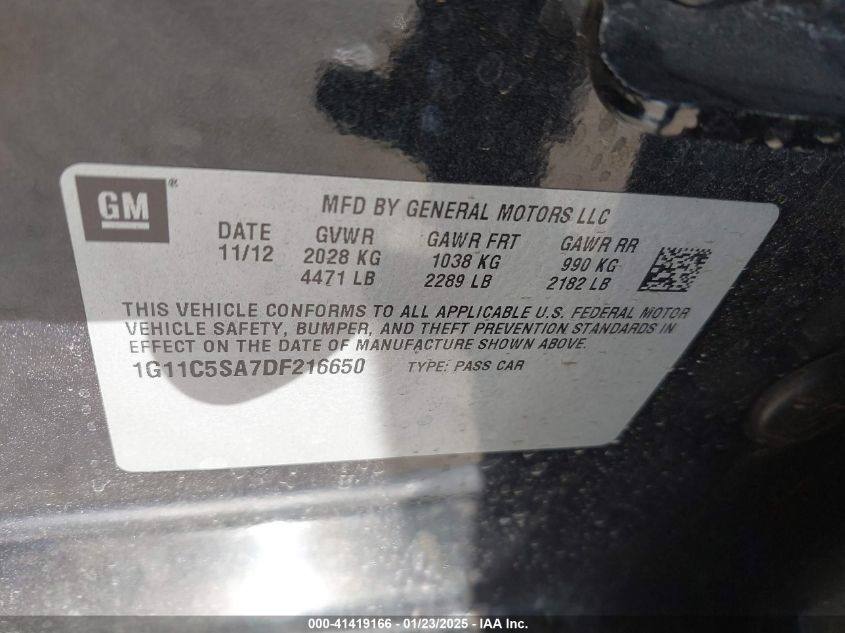 GM ®
MFD BY GENERAL MOTORS LLC
DATE GVWR GAWR FRT GAWR RR
11/12 2028 KG 1038 KG 990 KG
4471 LB 2289 LB 2182 LB
THIS VEHICLE CONFORMS TO ALL APPLICABLE U.S. FEDERAL MOTOR
VEHICLE SAFETY, BUMPER, AND THEFT PREVENTION STANDARDS IN
EFFECT ON THE DATE OF MANUFACTURE SHOWN ABOVE.
1G11C5SA7DF216650 TYPE: PASS CAR
000-41419166 - 01/23/2025 - IAA Inc.